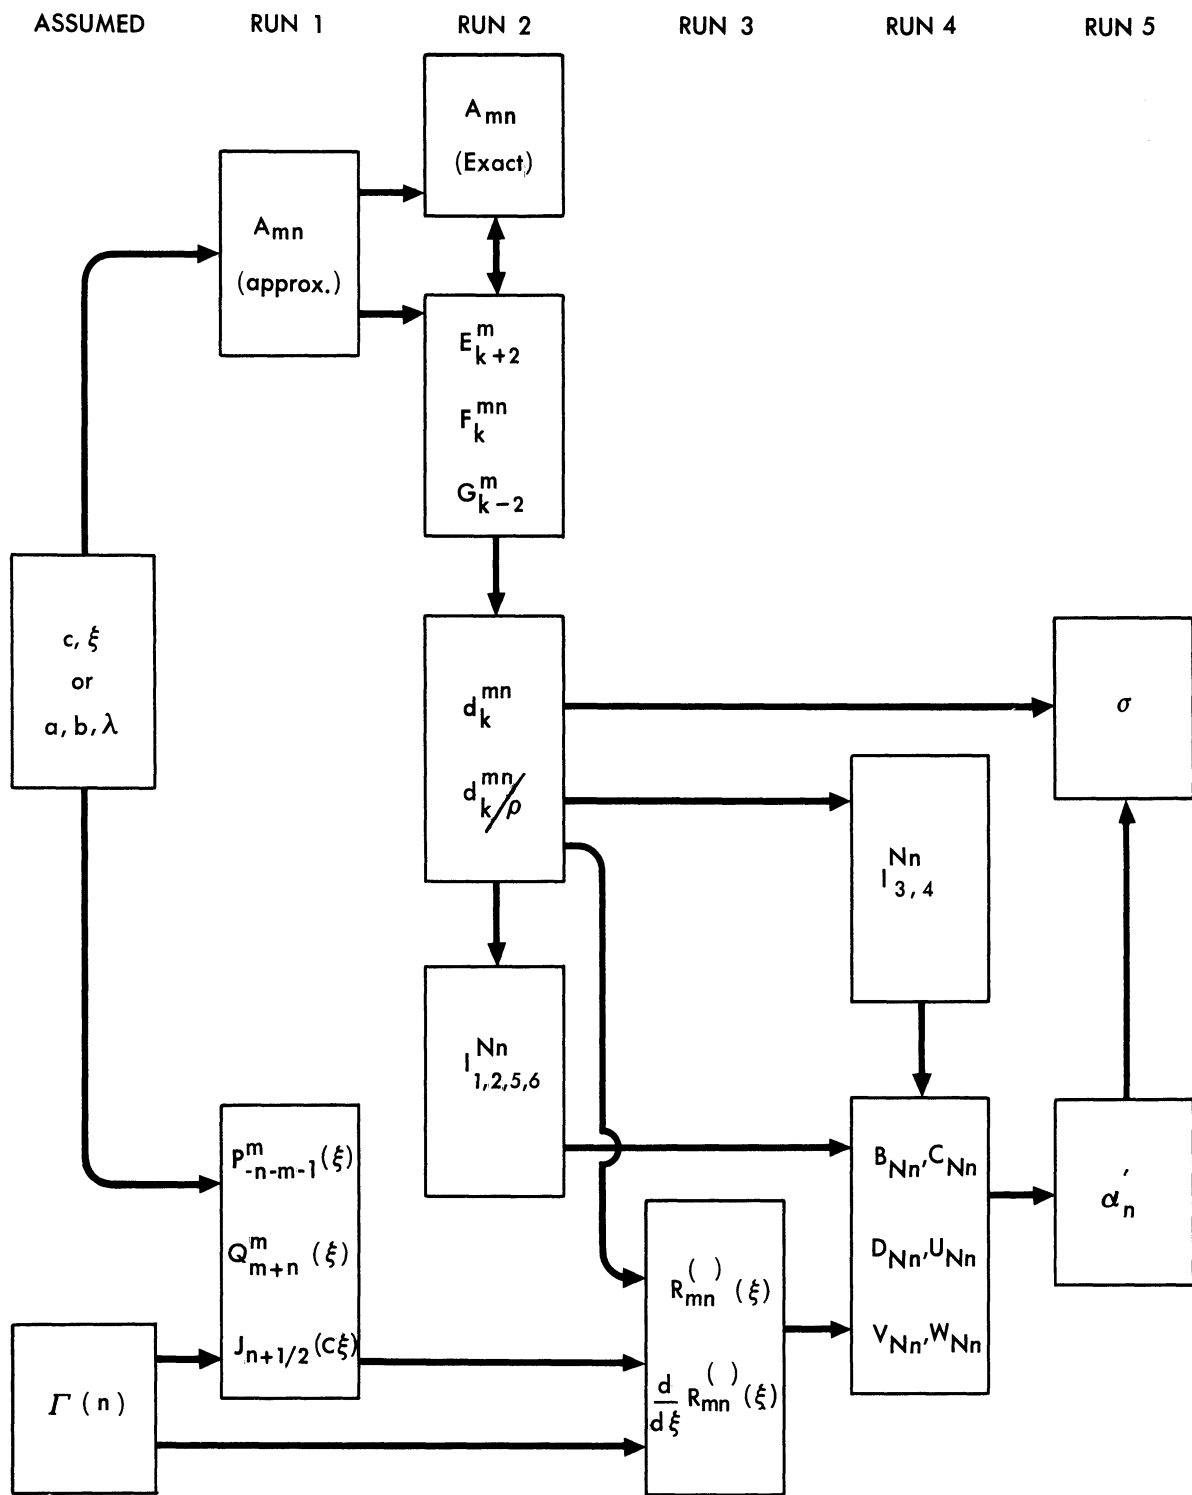 ASSUMED RUN 1 RUN 2 RUN 3 RUN 4 RUN 5
A_mn
(Exact)
A_mn
(approx.)
E^m_k+2
F^mn_k
G^m_k-2
c, ξ
or
a, b, λ
d^mn_k
d^mn_k/ρ
σ
I^Nn_3, 4
I^Nn_1,2,5,6
P^m_-n-m-1(ξ)
Q^m_m+n (ξ)
J_n+1/2(Cξ)
Γ (n)
R^( )_mn (ξ)
d/dξ R^( )_mn (ξ)
B_Nn, C_Nn
D_Nn, U_Nn
V_Nn, W_Nn
α'_n